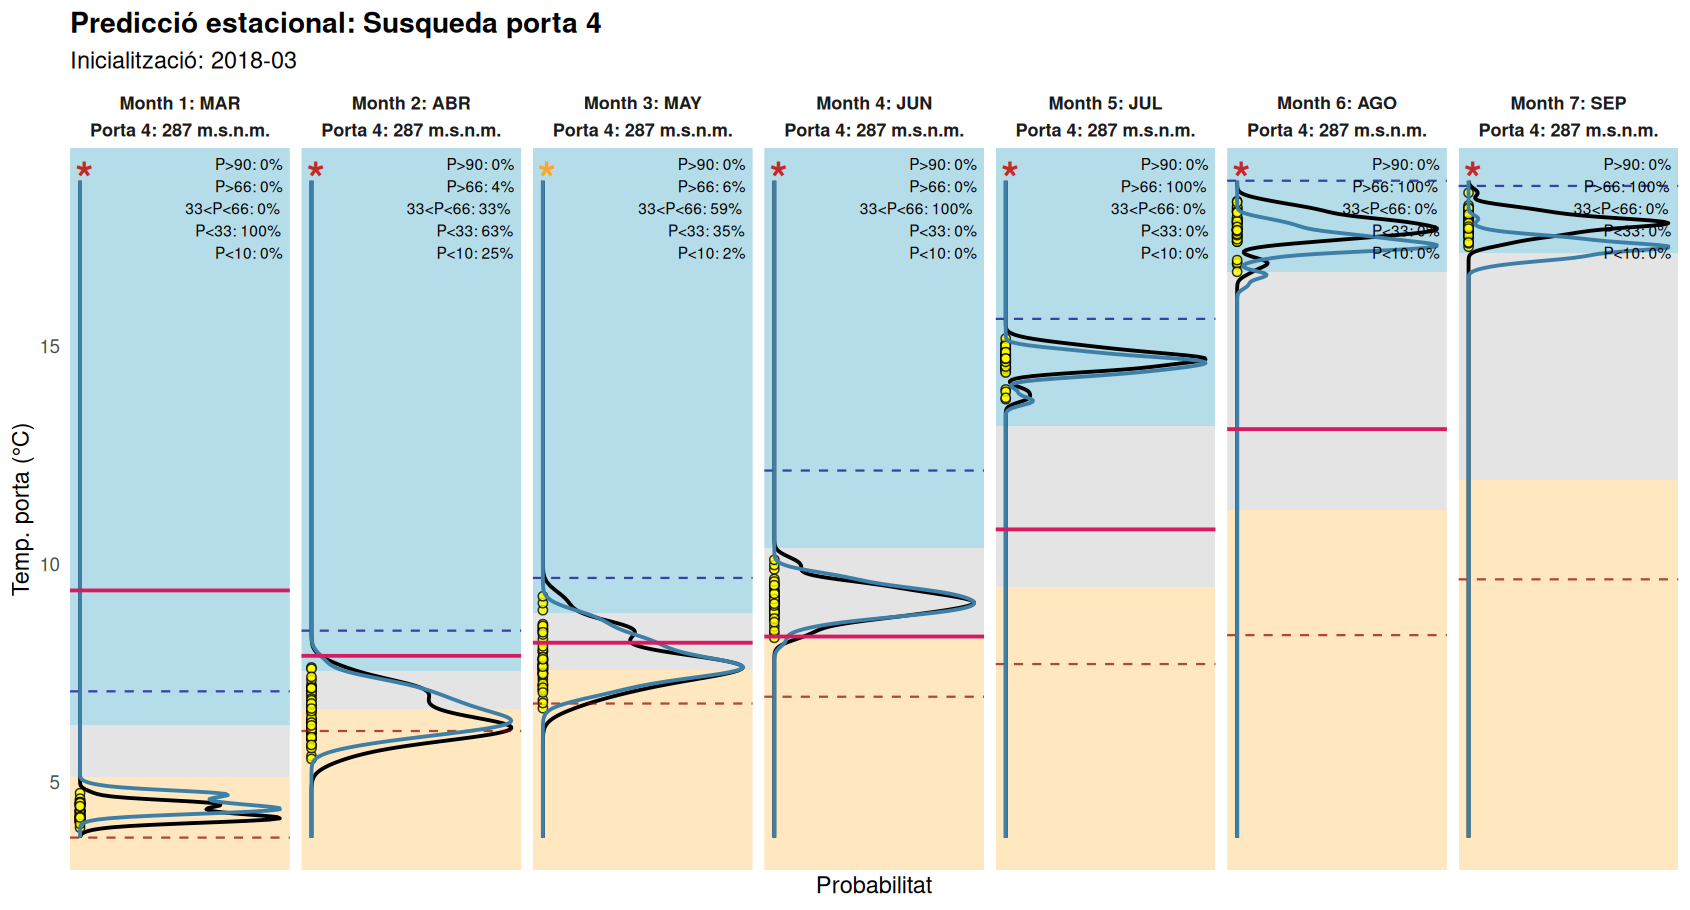 Predicció estacional: Susqueda porta 4
Inicialització: 2018-03
Month 1: MAR
Porta 4: 287 m.s.n.m.
Month 2: ABR
Porta 4: 287 m.s.n.m.
Month 3: MAY
Porta 4: 287 m.s.n.m.
Month 4: JUN
Porta 4: 287 m.s.n.m.
Month 5: JUL
Porta 4: 287 m.s.n.m.
Month 6: AGO
Porta 4: 287 m.s.n.m.
Month 7: SEP
Porta 4: 287 m.s.n.m.
*
P>90: 0%
P>66: 0%
33<P<66: 0%
P<33: 100%
P<10: 0%
*
P>90: 0%
P>66: 4%
33<P<66: 33%
P<33: 63%
P<10: 25%
*
P>90: 0%
P>66: 6%
33<P<66: 59%
P<33: 35%
P<10: 2%
*
P>90: 0%
P>66: 0%
33<P<66: 100%
P<33: 0%
P<10: 0%
*
P>90: 0%
P>66: 100%
33<P<66: 0%
P<33: 0%
P<10: 0%
*
P>90: 0%
P>66: 100%
33<P<66: 0%
P<33: 0%
P<10: 0%
*
P>90: 0%
P>66: 100%
33<P<66: 0%
P<33: 0%
P<10: 0%
15
10
5
Temp. porta (°C)
Probabilitat